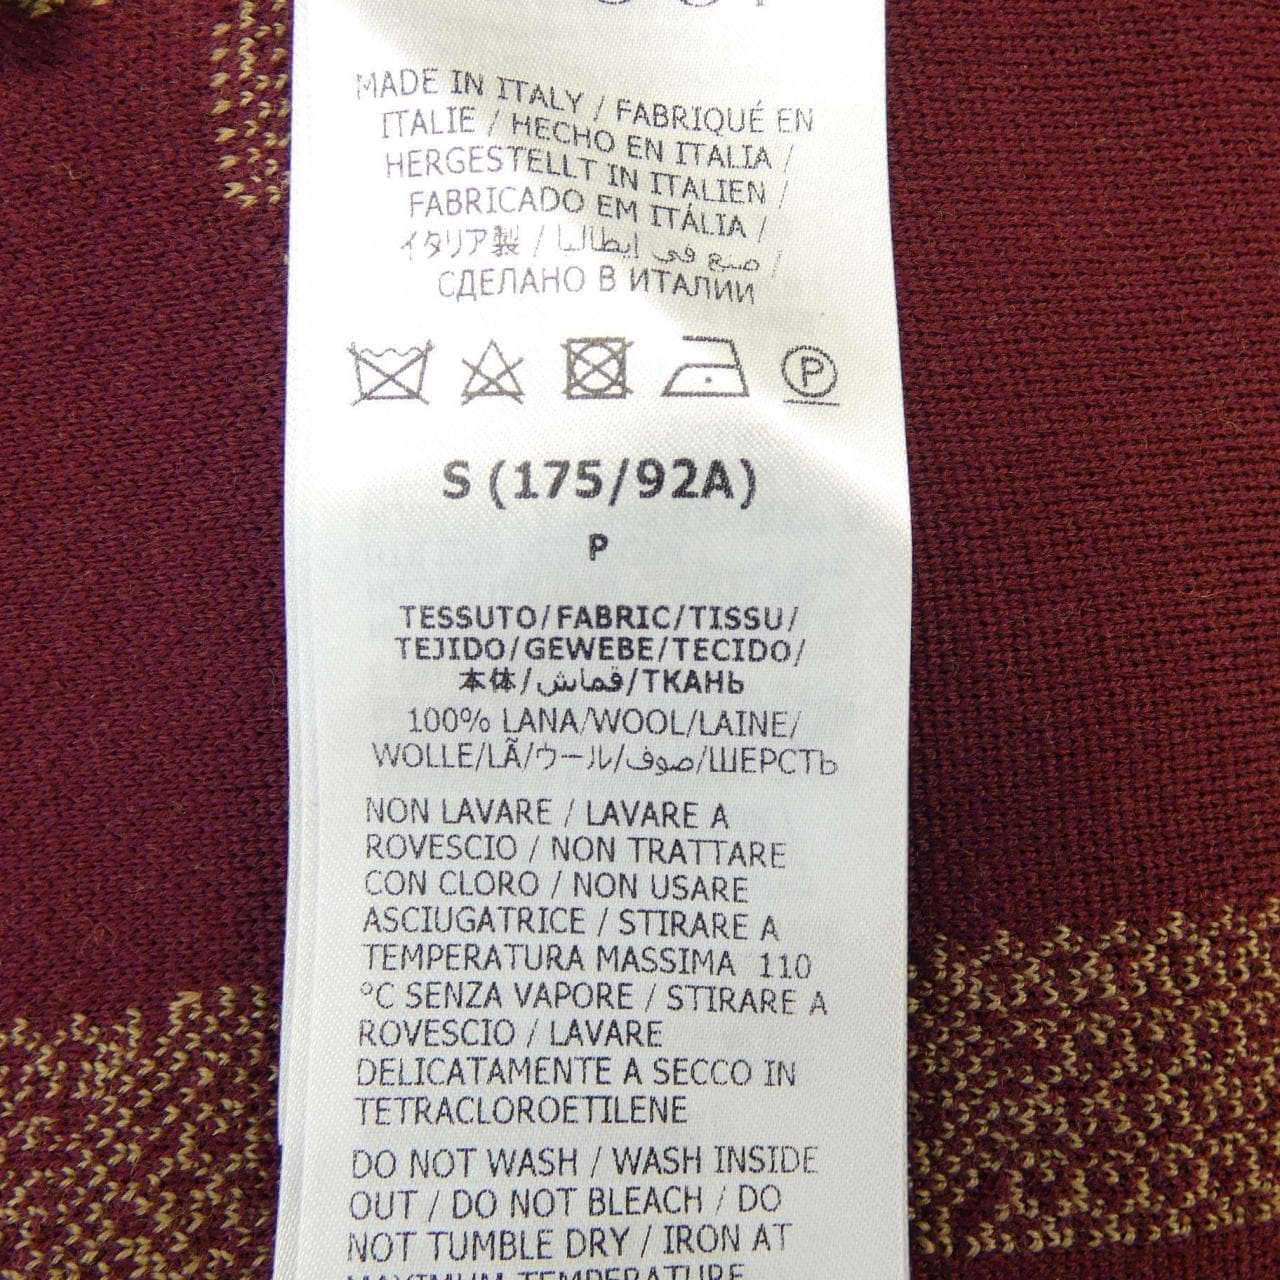 MADE IN ITALY / FABRIQUÉ EN
ITALIE / HECHO EN ITALIA /
HERGESTELLT IN ITALIEN /
FABRICADO EM ITÁLIA /
イタリア製 / صنع في ايطاليا /
СДЕЛАНО В ИТАЛИИ
P
S (175/92A)
P
TESSUTO/FABRIC/TISSU/
TEJIDO/GEWEBE/TECIDO/
本体/قماش/ТКАНЬ
100% LANA/WOOL/LAINE/
WOLLE/LÃ/ウール/صوف/ШЕРСТЬ
NON LAVARE / LAVARE A
ROVESCIO / NON TRATTARE
CON CLORO / NON USARE
ASCIUGATRICE / STIRARE A
TEMPERATURA MASSIMA 110
°C SENZA VAPORE / STIRARE A
ROVESCIO / LAVARE
DELICATAMENTE A SECCO IN
TETRACLOROETILENE
DO NOT WASH / WASH INSIDE
OUT / DO NOT BLEACH / DO
NOT TUMBLE DRY / IRON AT
MAXIMUM TEMPERATURE